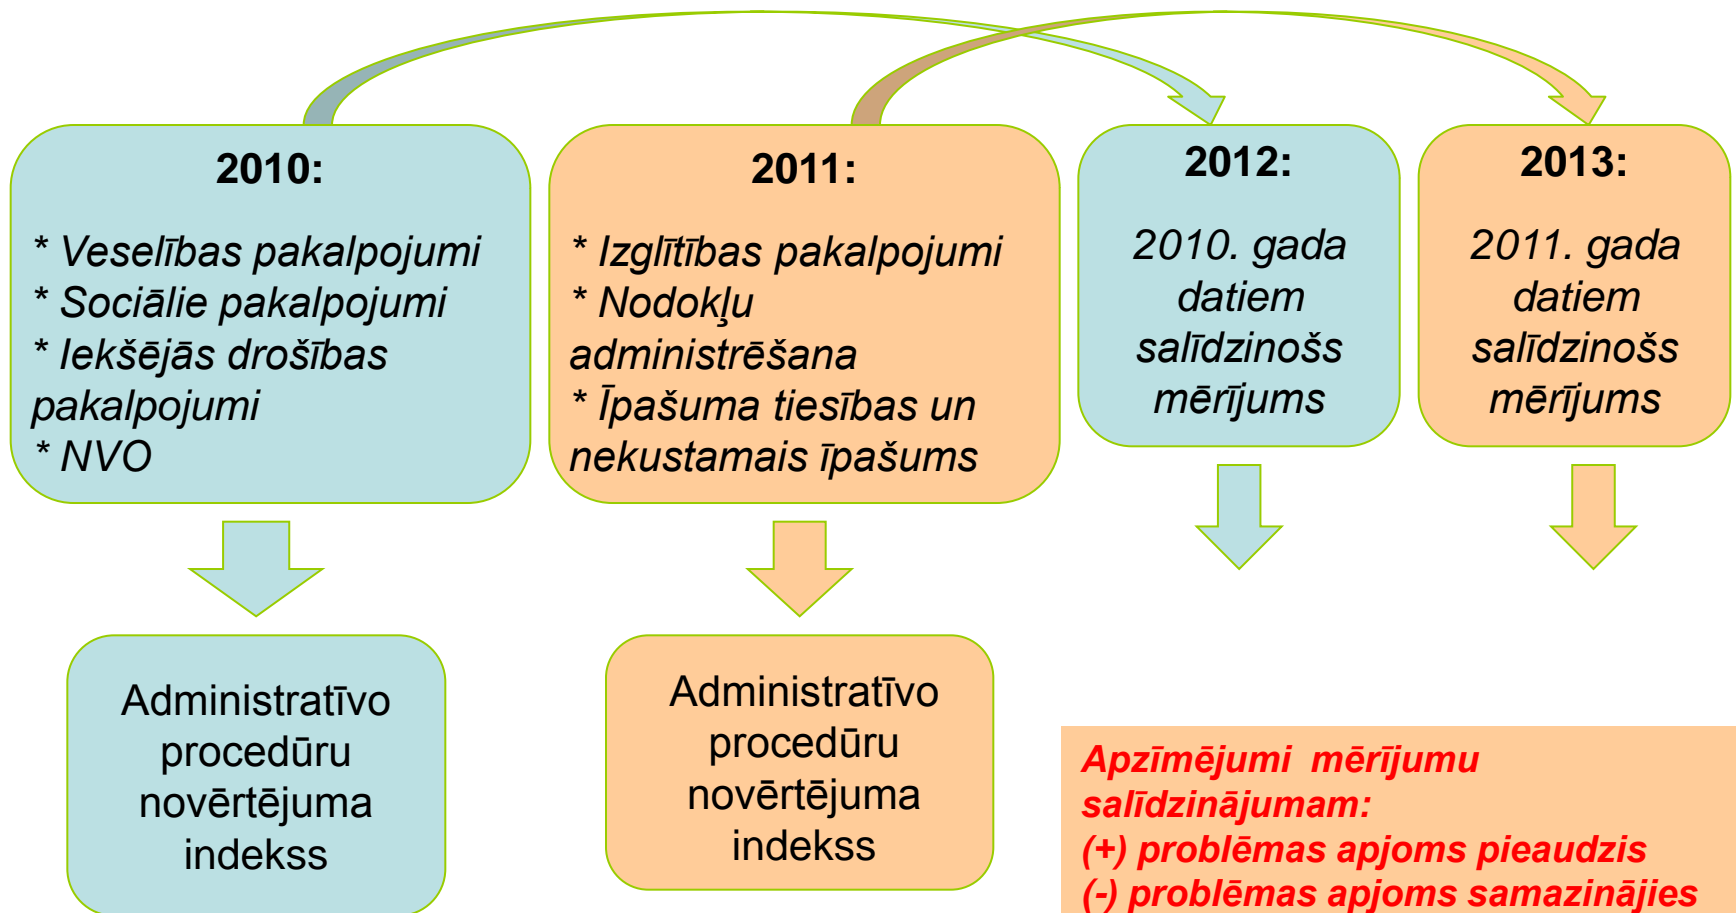 2010:
* Veselības pakalpojumi
* Sociālie pakalpojumi
* Iekšējās drošības
pakalpojumi
* NVO
2011:
* Izglītības pakalpojumi
* Nodokļu
administrēšana
* Īpašuma tiesības un
nekustamais īpašums
2012:
2010. gada
datiem
salīdzinošs
mērījums
2013:
2011. gada
datiem
salīdzinošs
mērījums
Administratīvo
procedūru
novērtējuma
indekss
Administratīvo
procedūru
novērtējuma
indekss
Apzīmējumi mērījumu
salīdzinājumam:
(+) problēmas apjoms pieaudzis
(-) problēmas apjoms samazinājies